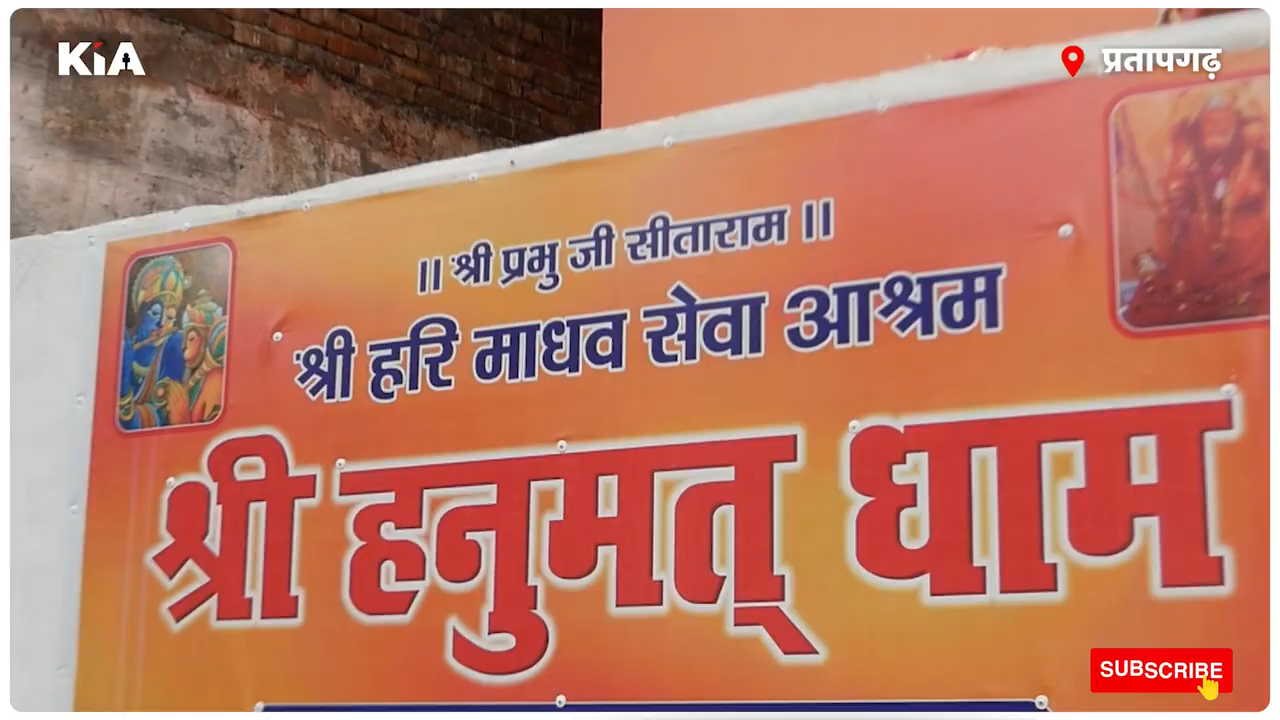 KiA
प्रतापगढ़
॥ श्री प्रभु जी सीताराम ॥
श्री हरि माधव सेवा आश्रम
श्री हनुमत् धाम
SUBSCRIBE